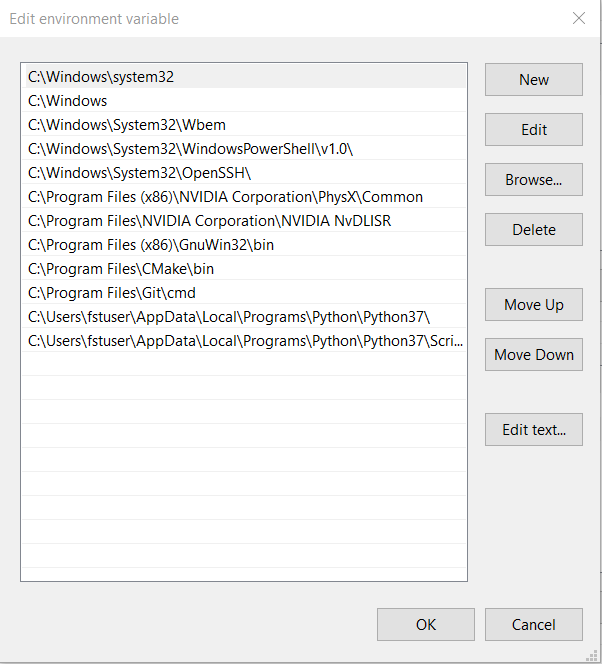 Edit environment variable
C:\Windows\system32
C:\Windows
C:\Windows\System32\Wbem
C:\Windows\System32\WindowsPowerShell\v1.0\
C:\Windows\System32\OpenSSH\
C:\Program Files (x86)\NVIDIA Corporation\PhysX\Common
C:\Program Files\NVIDIA Corporation\NVIDIA NvDLISR
C:\Program Files (x86)\GnuWin32\bin
C:\Program Files\CMake\bin
C:\Program Files\Git\cmd
C:\Users\fstuser\AppData\Local\Programs\Python\Python37\
C:\Users\fstuser\AppData\Local\Programs\Python\Python37\Scri...
New
Edit
Browse...
Delete
Move Up
Move Down
Edit text...
OK
Cancel